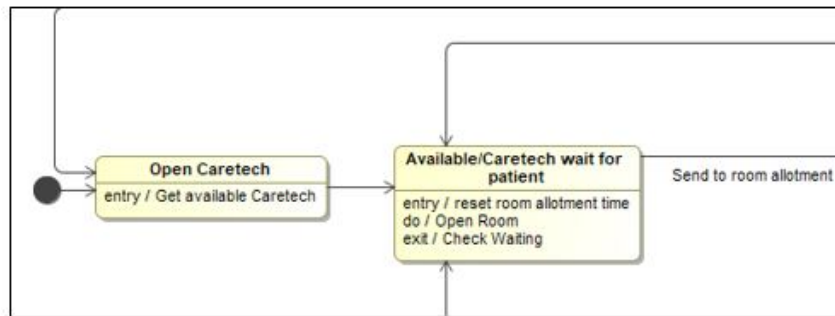 Open Caretech
entry / Get available Caretech
Available/Caretech wait for
patient
entry / reset room allotment time
do / Open Room
exit / Check Waiting
Send to room allotment